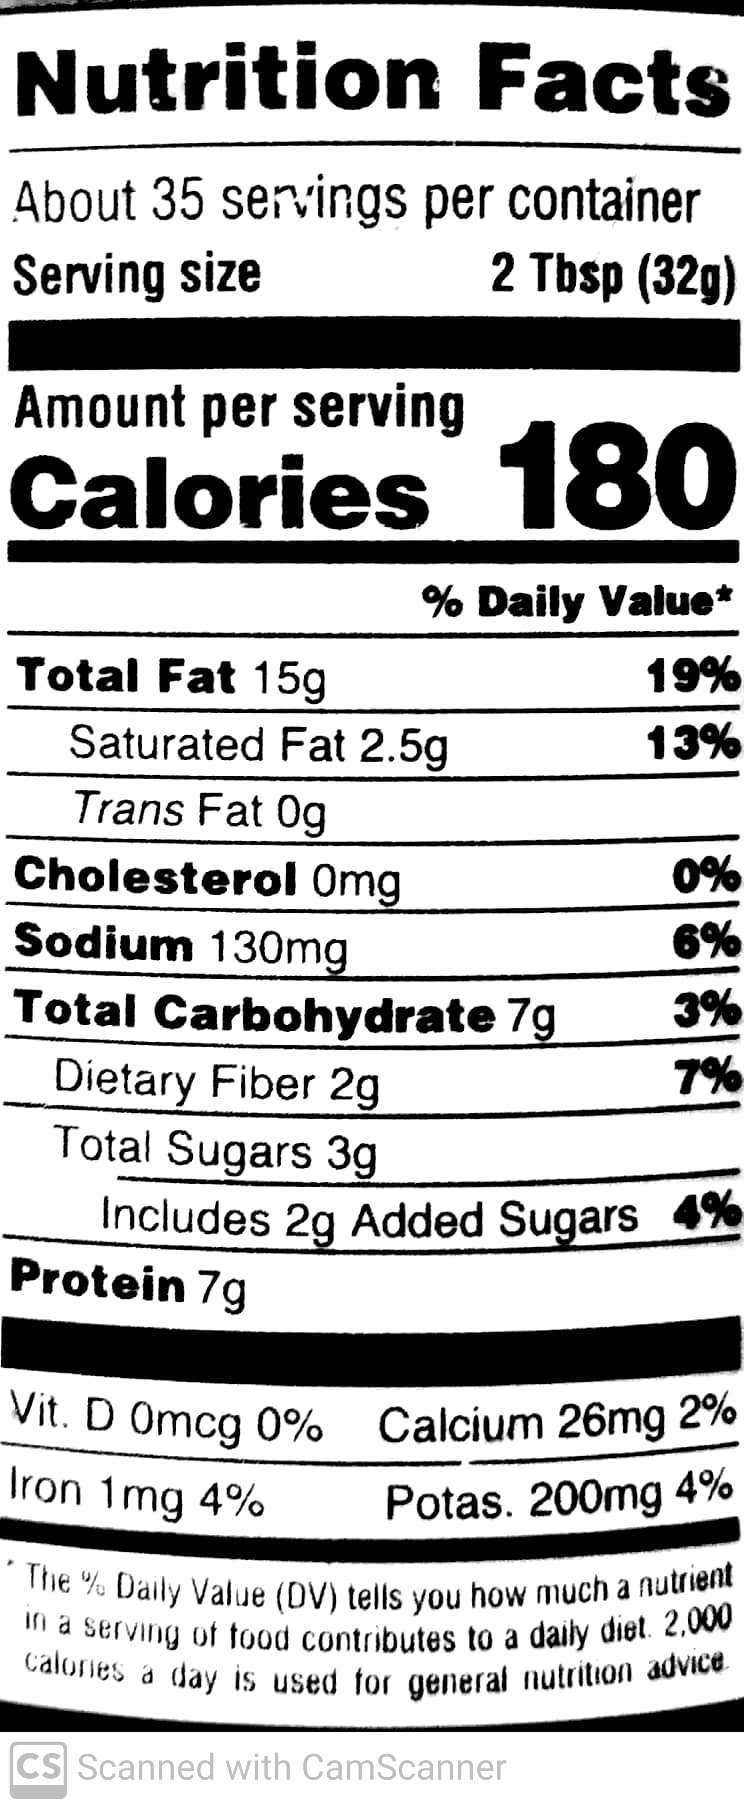 Nutrition Facts
About 35 servings per container
Serving size 2 Tbsp (32g)
Amount per serving
Calories 180
% Daily Value*
Total Fat 15g 19%
Saturated Fat 2.5g 13%
Trans Fat 0g
Cholesterol 0mg 0%
Sodium 130mg 6%
Total Carbohydrate 7g 3%
Dietary Fiber 2g 7%
Total Sugars 3g
Includes 2g Added Sugars 4%
Protein 7g
Vit. D 0mcg 0% Calcium 26mg 2%
Iron 1mg 4% Potas. 200mg 4%
* The % Daily Value (DV) tells you how much a nutrient
in a serving of food contributes to a daily diet. 2,000
calories a day is used for general nutrition advice.
CS Scanned with CamScanner